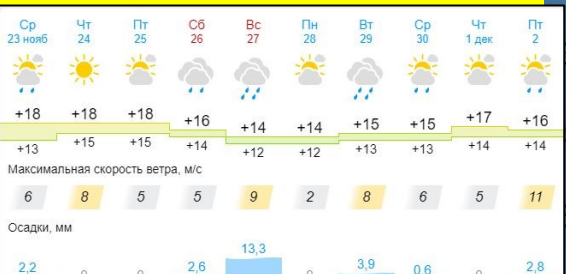 Ср Чт Пт Сб Вс Пн Вт Ср Чт Пт
23 нояб 24 25 26 27 28 29 30 1 дек 2
+18 +18 +18 +16 +14 +14 +15 +15 +17 +16
+13 +15 +15 +14 +12 +12 +13 +13 +14 +14
Максимальная скорость ветра, м/с
6 8 5 5 9 2 8 6 5 11
Осадки, мм
13,3
2,2 0 0 2,6 0 3,9 0,6 0 2,8